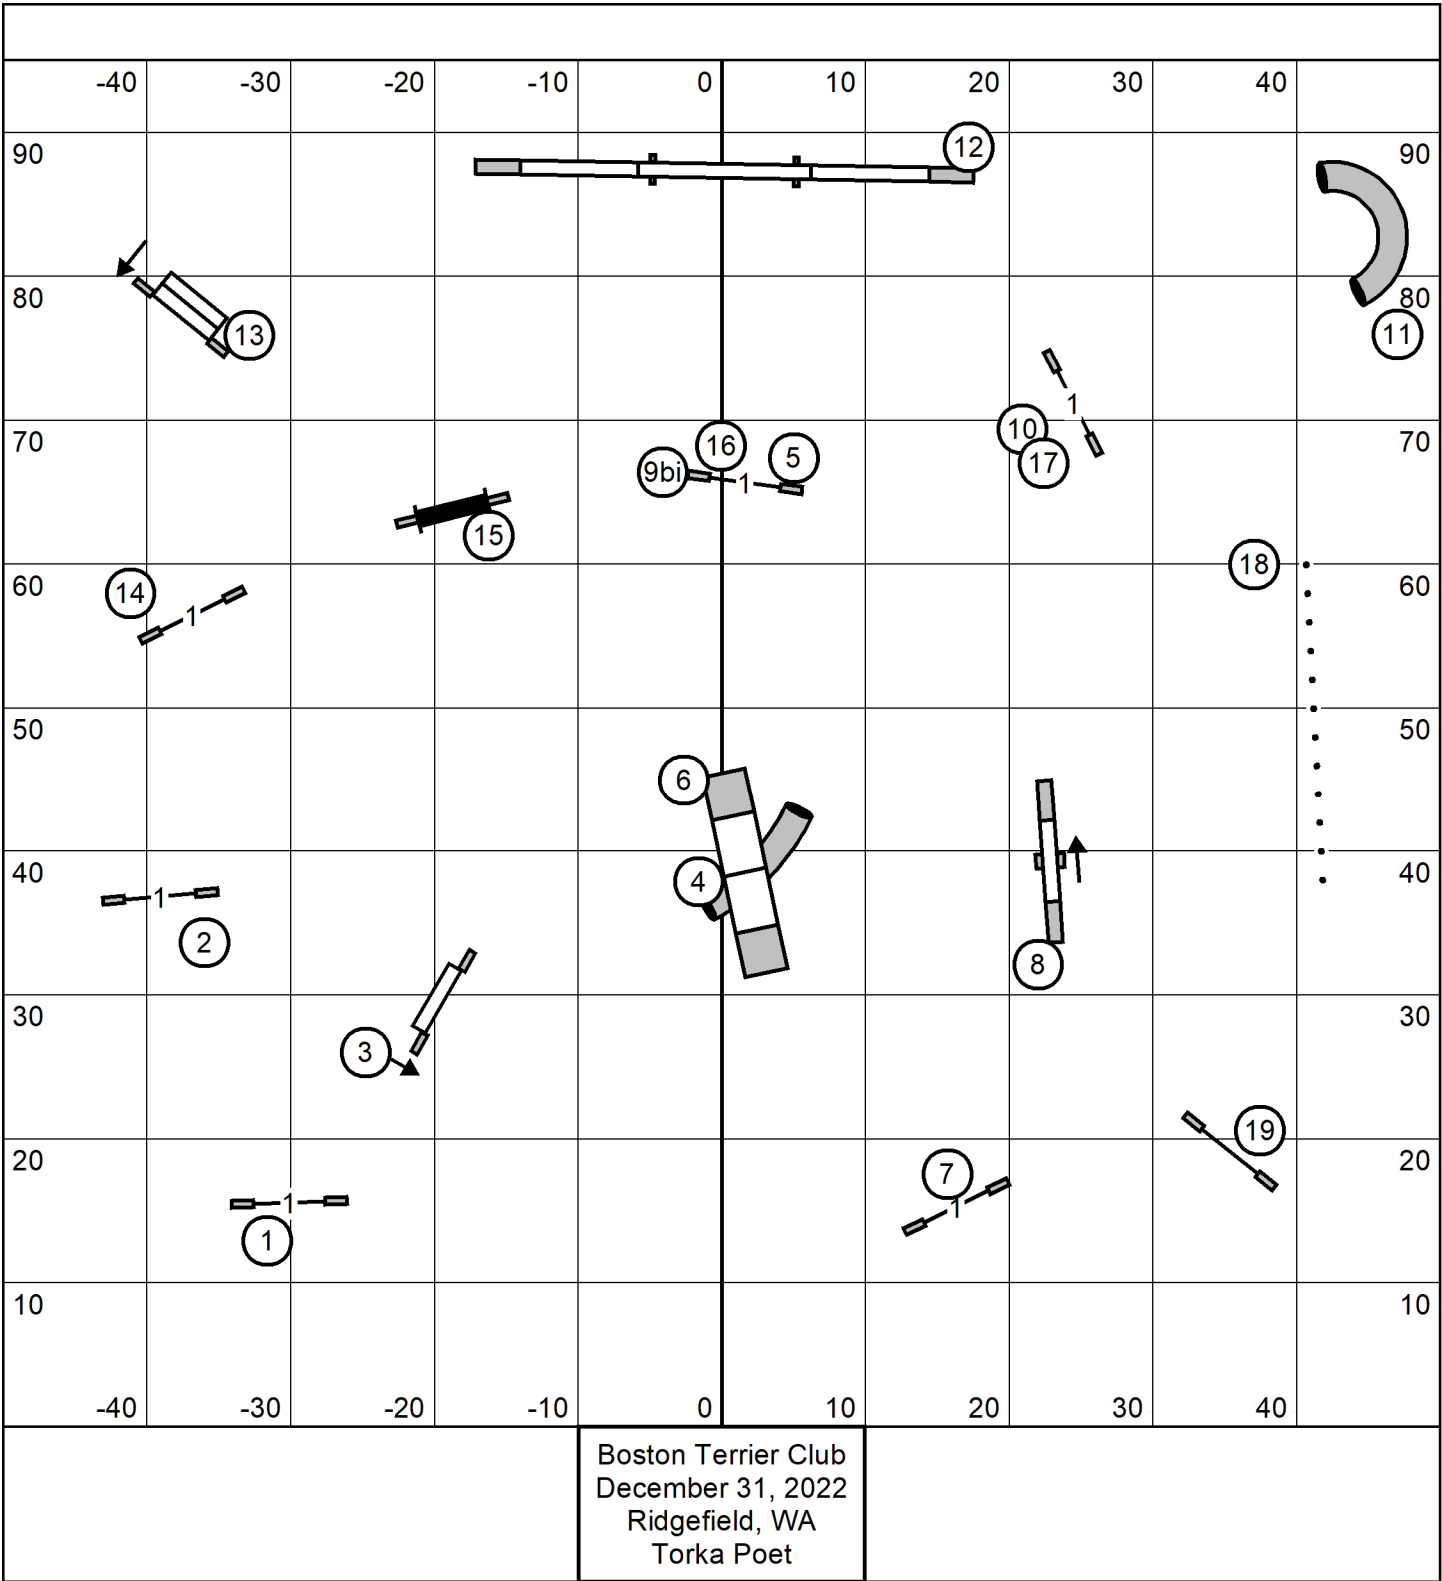 -40 -30 -20 -10 0 10 20 30 40
90 12 90
80 13 11 80
70 10 1 70
9bi 16 1 5 17
15
60 14 1 18 60
50 50
6
40 4 40
1
2 8
30 3 30
19
20 7 20
1 1
1
10 10
-40 -30 -20 -10 0 10 20 30 40
Boston Terrier Club
December 31, 2022
Ridgefield, WA
Torka Poet